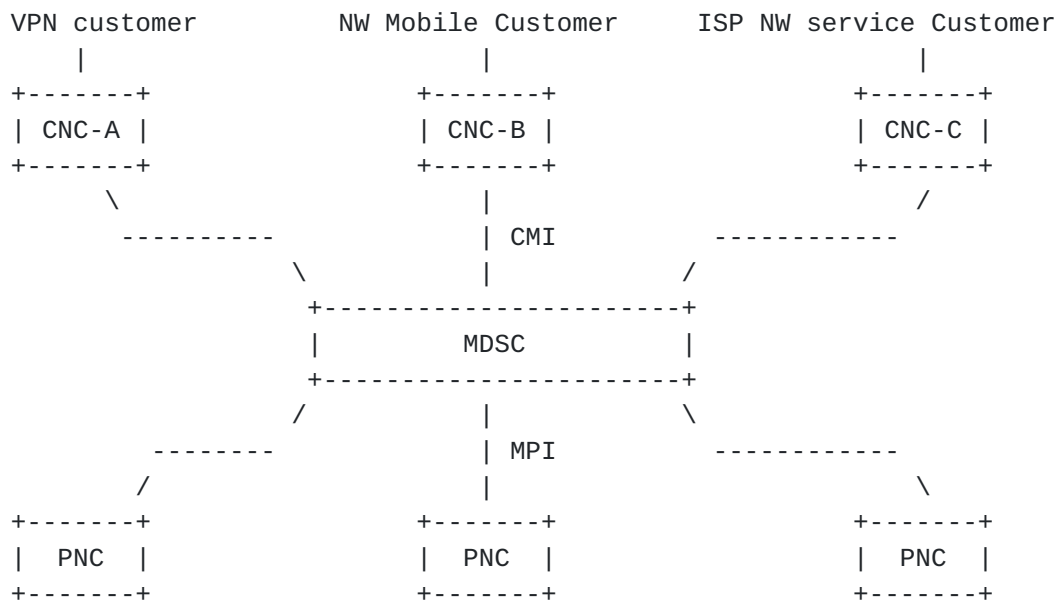 VPN customer         NW Mobile Customer     ISP NW service Customer
    |                         |                           |
+-------+                 +-------+                   +-------+
| CNC-A |                 | CNC-B |                   | CNC-C |
+-------+                 +-------+                   +-------+
      \                       |                           /
       ----------             | CMI          ------------
                  \           |            /
                   +-----------------------+
                   |         MDSC          |
                   +-----------------------+
                  /           |            \
         --------             | MPI          ------------
        /                     |                           \
+-------+                 +-------+                   +-------+
|  PNC  |                 |  PNC  |                   |  PNC  |
+-------+                 +-------+                   +-------+